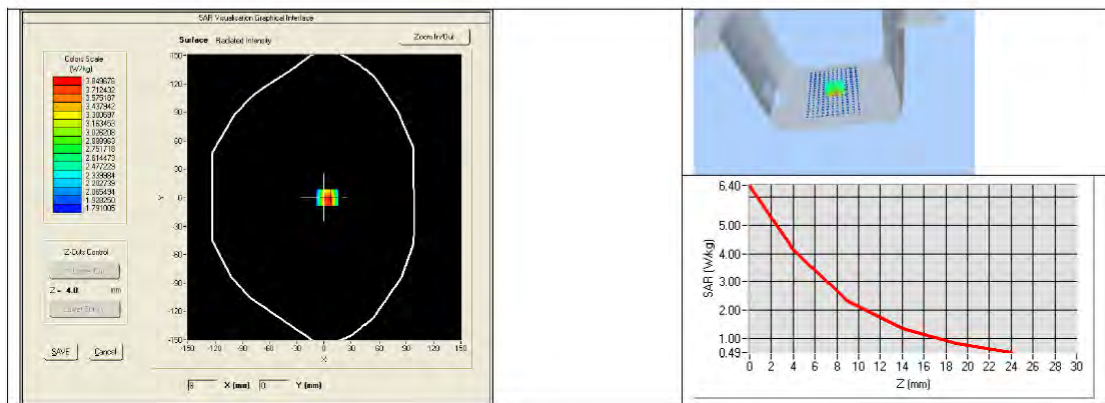 SAR Visualisation Graphical Interface
Surface Radiated Intensity
Zoom In/Out
Colors Scale
(W/kg)
3.849676
3.712432
3.575187
3.437942
3.300697
3.163453
3.026208
2.888963
2.751718
2.614473
2.477229
2.339984
2.202739
2.065494
1.928250
1.791005
Z-Cuts Control
Z = 4.0 mm
SAVE
Cancel
150
120
90
60
30
0
-30
-60
-90
-120
-150
Y
-150 -120 -90 -60 -30 0 30 60 90 120 150
X
8 X (mm) 0 Y (mm)
6.40
5.00
4.00
3.00
2.00
1.00
0.49
SAR (W/kg)
0 2 4 6 8 10 12 14 16 18 20 22 24 26 28 30
Z (mm)